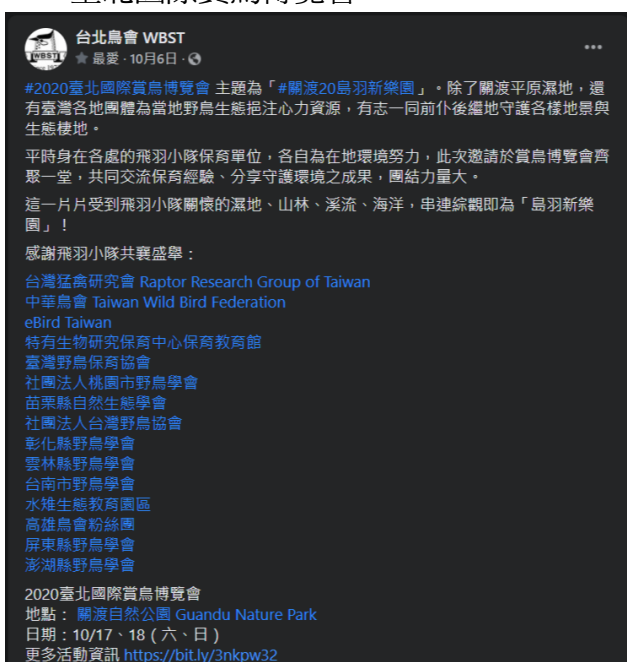 臺北國際賞鳥博覽會
台北鳥會 WBST
最愛 · 10月6日 ·
#2020臺北國際賞鳥博覽會 主題為「#關渡20島羽新樂園」。除了關渡平原濕地，還
有臺灣各地團體為當地野鳥生態挹注心力資源，有志一同前仆後繼地守護各樣地景與
生態棲地。
平時身在各處的飛羽小隊保育單位，各自為在地環境努力，此次邀請於賞鳥博覽會齊
聚一堂，共同交流保育經驗、分享守護環境之成果，團結力量大。
這一片片受到飛羽小隊關懷的濕地、山林、溪流、海洋，串連綜觀即為「島羽新樂
園」！
感謝飛羽小隊共襄盛舉：
台灣猛禽研究會 Raptor Research Group of Taiwan
中華鳥會 Taiwan Wild Bird Federation
eBird Taiwan
特有生物研究保育中心保育教育館
臺灣野鳥保育協會
社團法人桃園市野鳥學會
苗栗縣自然生態學會
社團法人台灣野鳥協會
彰化縣野鳥學會
雲林縣野鳥學會
台南市野鳥學會
水雉生態教育園區
高雄鳥會粉絲團
屏東縣野鳥學會
澎湖縣野鳥學會
2020臺北國際賞鳥博覽會
地點： 關渡自然公園 Guandu Nature Park
日期：10/17、18（六、日）
更多活動資訊 https://bit.ly/3nkpw32